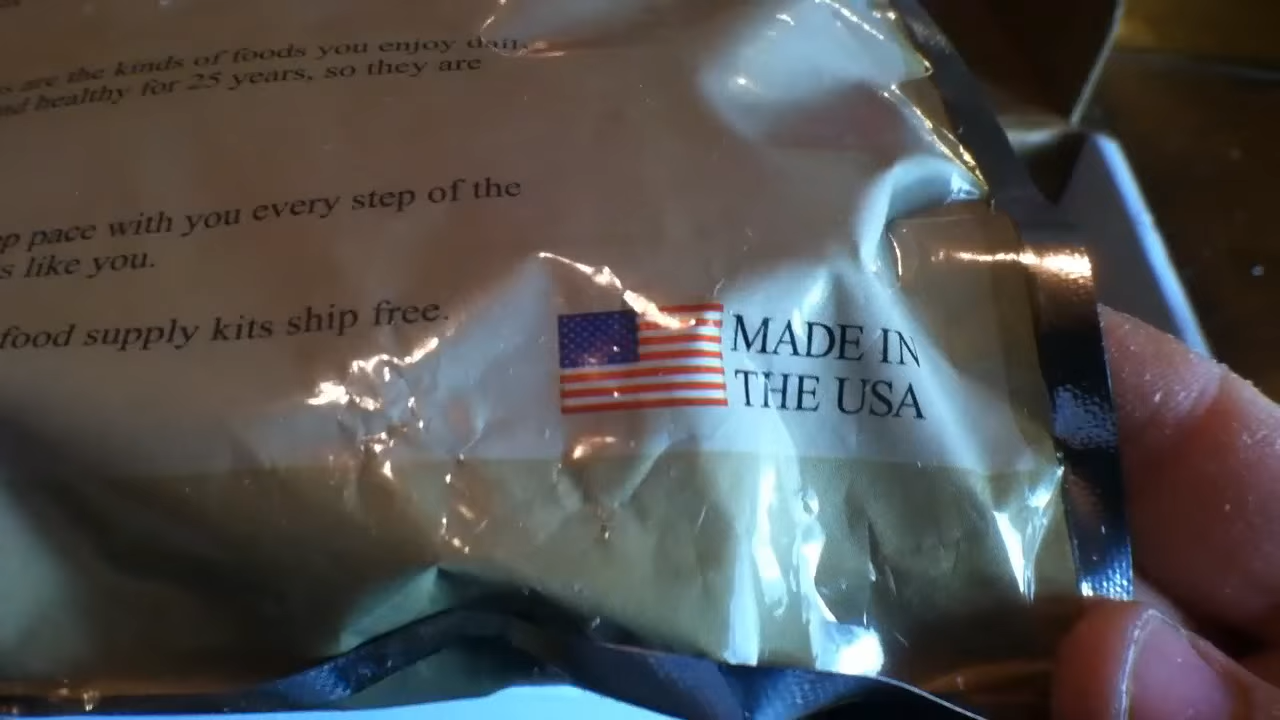 are the kinds of foods you enjoy
healthy for 25 years, so they are
pace with you every step of the
like you.
food supply kits ship free.
MADE IN
THE USA